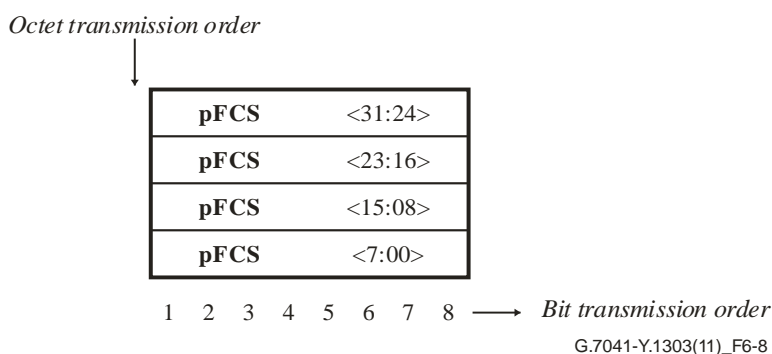 Octet transmission order
pFCS <31:24>
pFCS <23:16>
pFCS <15:08>
pFCS <7:00>
1 2 3 4 5 6 7 8 Bit transmission order
G.7041-Y.1303(11)_F6-8